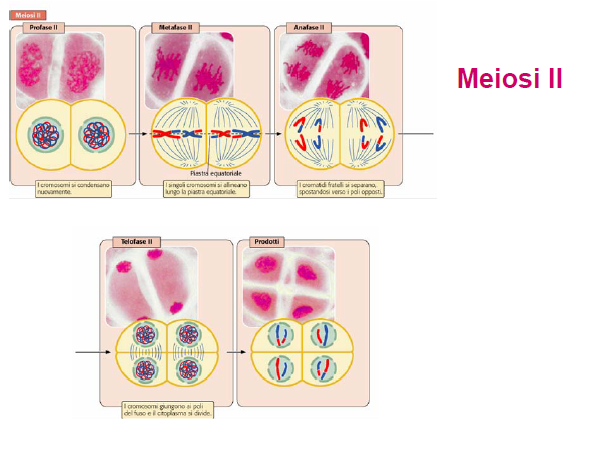 Meiosi II
Profase II
Metafase II
Anafase II
Meiosi II
Piastra equatoriale
I cromosomi si condensano
nuovamente.
I singoli cromosomi si allineano
lungo la piastra equatoriale.
I cromatidi fratelli si separano,
spostandosi verso i poli opposti.
Telofase II
Prodotti
I cromosomi giungono ai poli
del fuso e il citoplasma si divide.